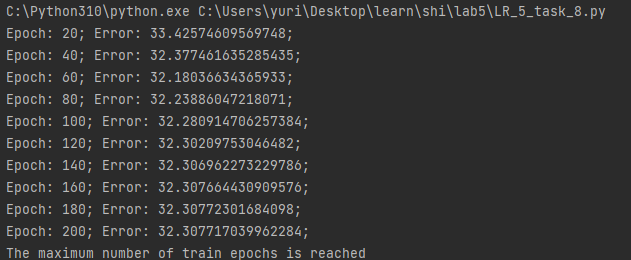 C:\Python310\python.exe C:\Users\yuri\Desktop\learn\shi\lab5\LR_5_task_8.py
Epoch: 20; Error: 33.42574609569748;
Epoch: 40; Error: 32.377461635285435;
Epoch: 60; Error: 32.18036634365933;
Epoch: 80; Error: 32.23886047218071;
Epoch: 100; Error: 32.280914706257384;
Epoch: 120; Error: 32.30209753046482;
Epoch: 140; Error: 32.306962273229786;
Epoch: 160; Error: 32.307664430909576;
Epoch: 180; Error: 32.30772301684098;
Epoch: 200; Error: 32.307717039962284;
The maximum number of train epochs is reached